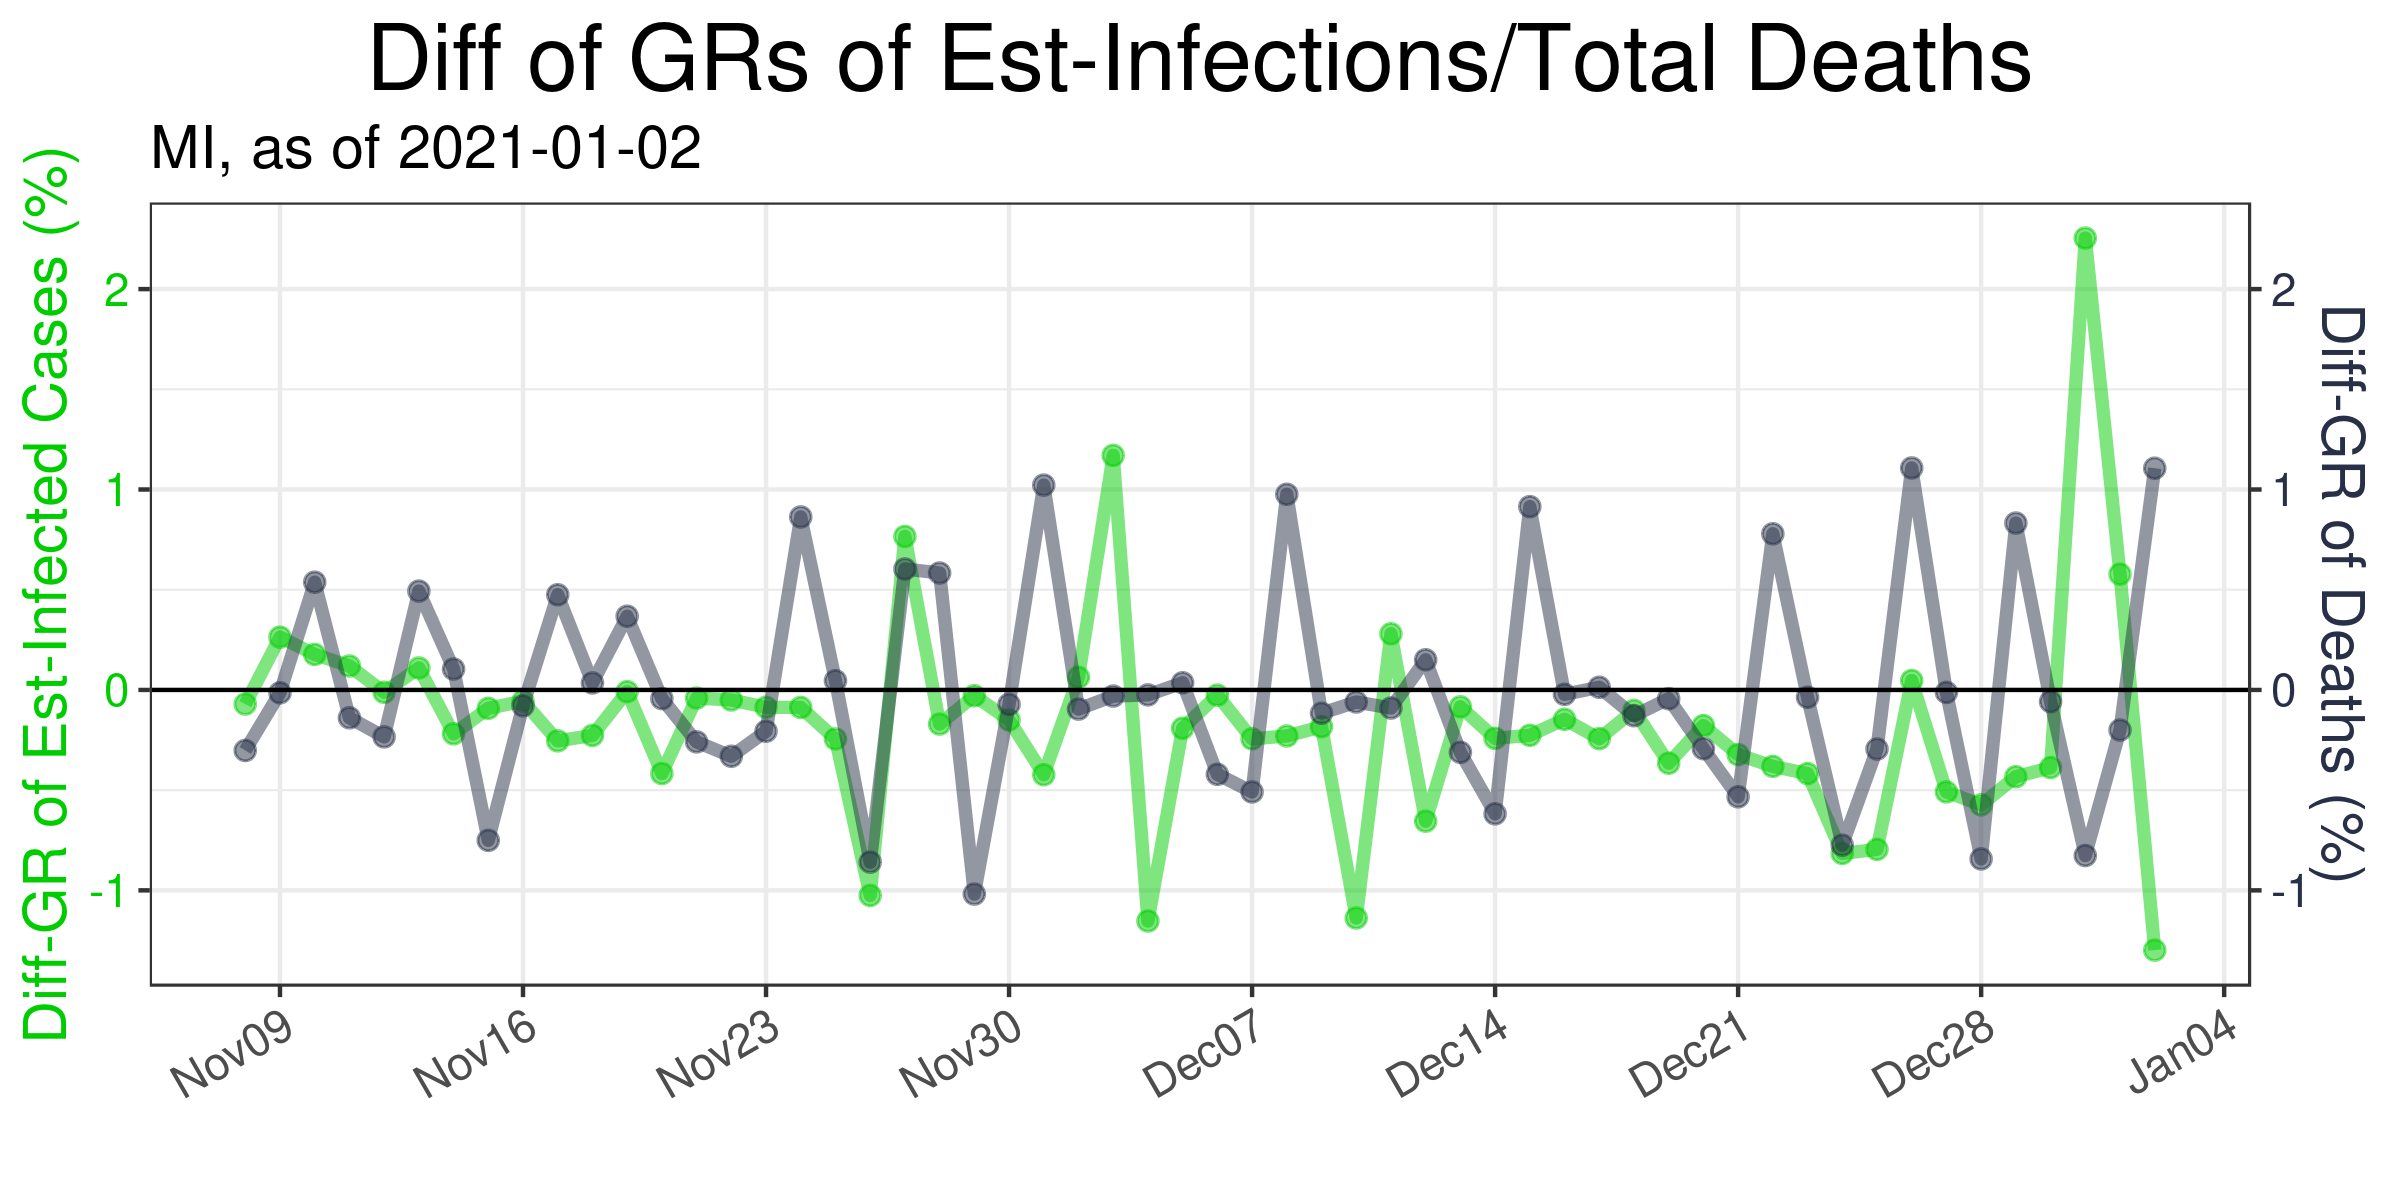 Diff of GRs of Est-Infections/Total Deaths
MI, as of 2021-01-02
Diff-GR of Est-Infected Cases (%)
2
1
0
-1
2
1
0
-1
Diff-GR of Deaths (%)
Nov09
Nov16
Nov23
Nov30
Dec07
Dec14
Dec21
Dec28
Jan04